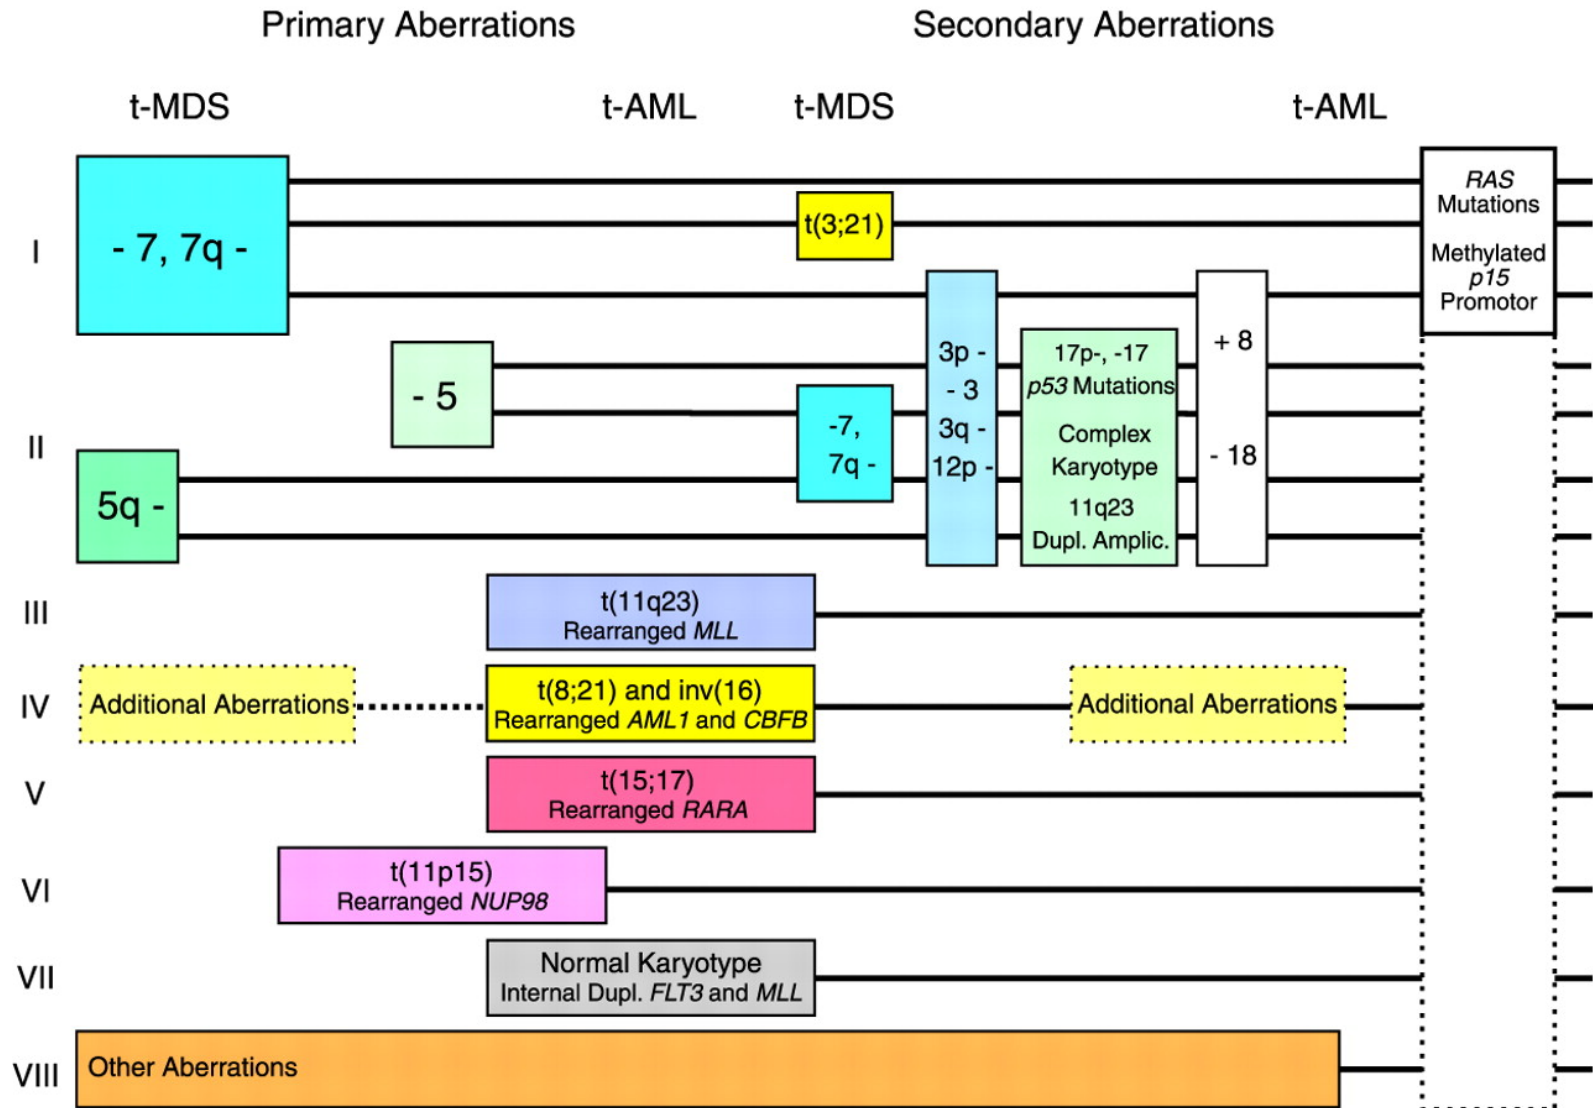 Primary Aberrations
Secondary Aberrations
t-MDS
t-AML
t-MDS
t-AML
I
- 7, 7q -
t(3;21)
RAS
Mutations
Methylated
p15
Promotor
II
- 5
5q -
-7,
7q -
3p -
- 3
3q -
12p -
17p-, -17
p53 Mutations
Complex
Karyotype
11q23
Dupl. Amplic.
+ 8
- 18
III
t(11q23)
Rearranged MLL
IV
Additional Aberrations
t(8;21) and inv(16)
Rearranged AML1 and CBFB
Additional Aberrations
V
t(15;17)
Rearranged RARA
VI
t(11p15)
Rearranged NUP98
VII
Normal Karyotype
Internal Dupl. FLT3 and MLL
VIII
Other Aberrations